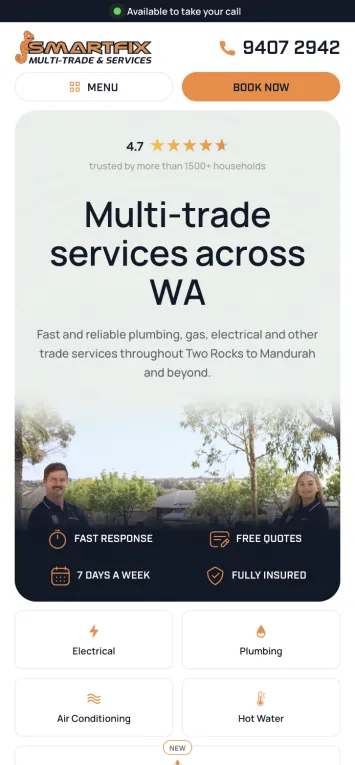 Available to take your call
SMARTFIX
MULTI-TRADE & SERVICES
9407 2942
MENU
BOOK NOW
4.7
trusted by more than 1500+ households
Multi-trade
services across
WA
Fast and reliable plumbing, gas, electrical and other
trade services throughout Two Rocks to Mandurah
and beyond.
FAST RESPONSE
FREE QUOTES
7 DAYS A WEEK
FULLY INSURED
Electrical
Plumbing
Air Conditioning
Hot Water
NEW